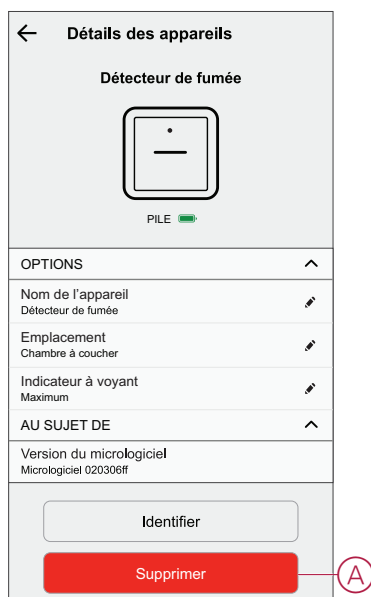 Détails des appareils
Détecteur de fumée
PILE
OPTIONS
Nom de l'appareil
Détecteur de fumée
Emplacement
Chambre à coucher
Indicateur à voyant
Maximum
AU SUJET DE
Version du micrologiciel
Micrologiciel 020306ff
Identifier
Supprimer
A